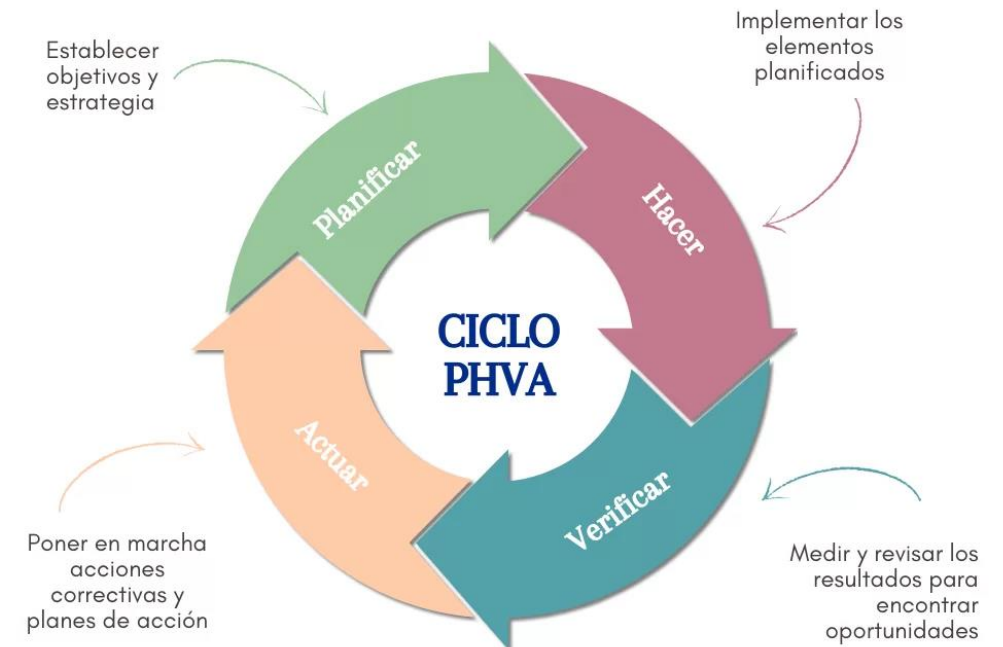 Establecer
objetivos y
estrategia
Implementar los
elementos
planificados
Planificar
Hacer
CICLO
PHVA
Actuar
Verificar
Poner en marcha
acciones
correctivas y
planes de acción
Medir y revisar los
resultados para
encontrar
oportunidades